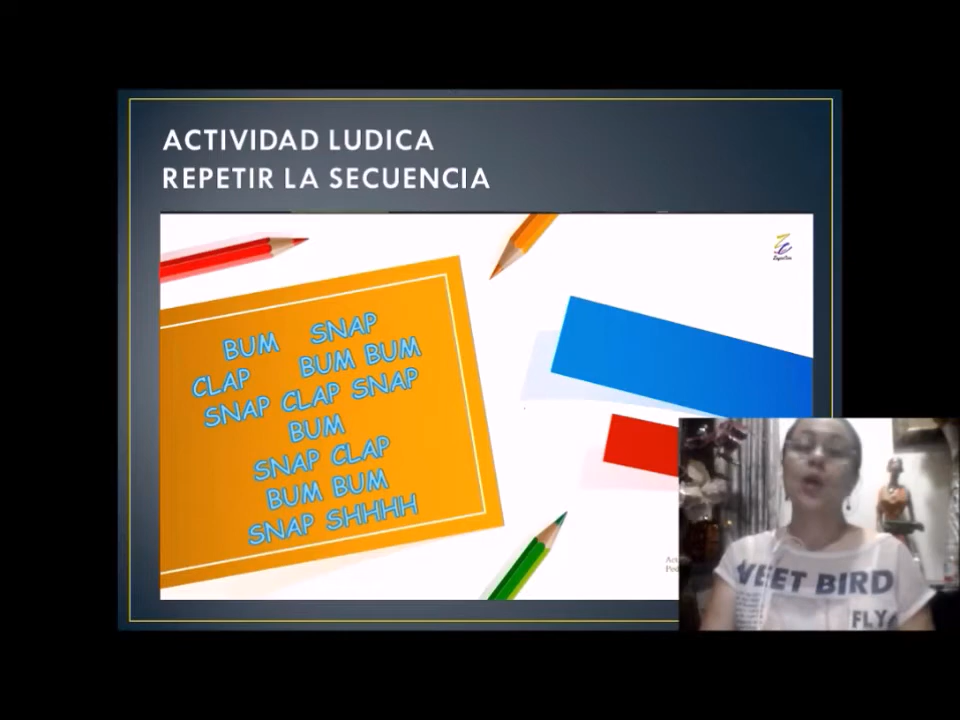 ACTIVIDAD LUDICA
REPETIR LA SECUENCIA
BUM SNAP
CLAP BUM BUM
SNAP CLAP SNAP
BUM
SNAP CLAP
BUM BUM
SNAP SHHHH
BIRD
FLY